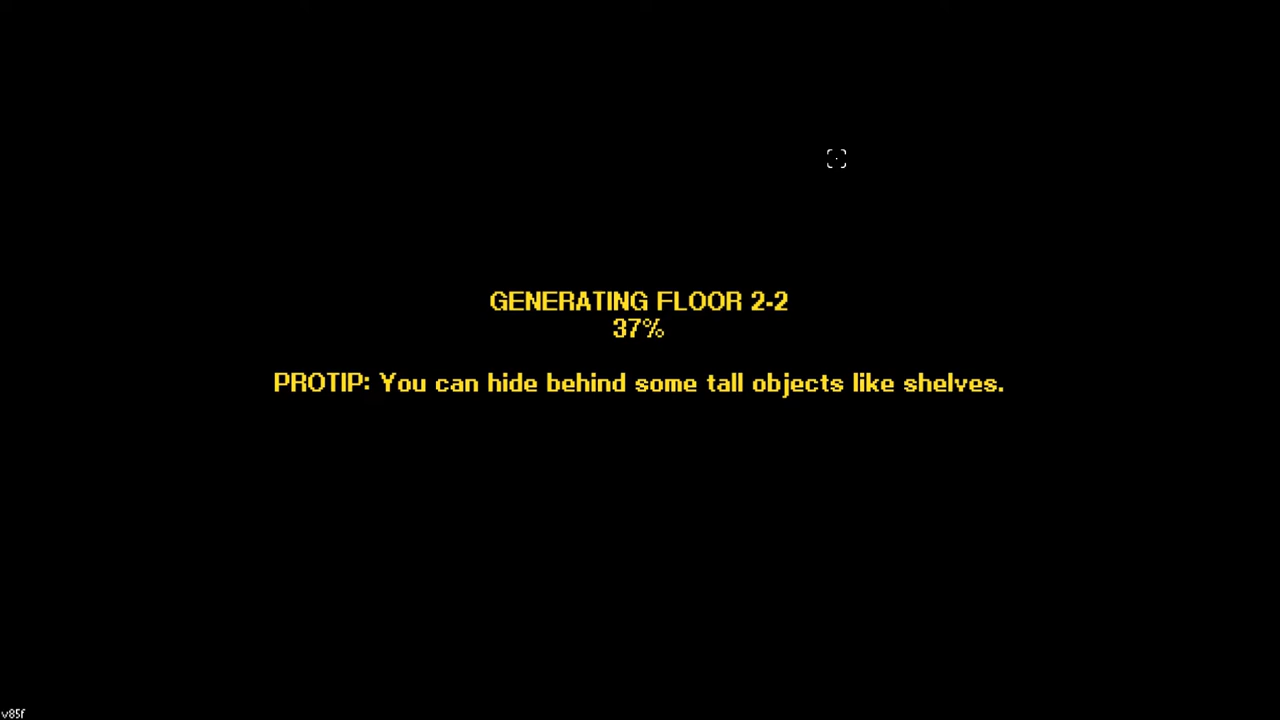 GENERATING FLOOR 2-2
37%
PROTIP: You can hide behind some tall objects like shelves.
v85f